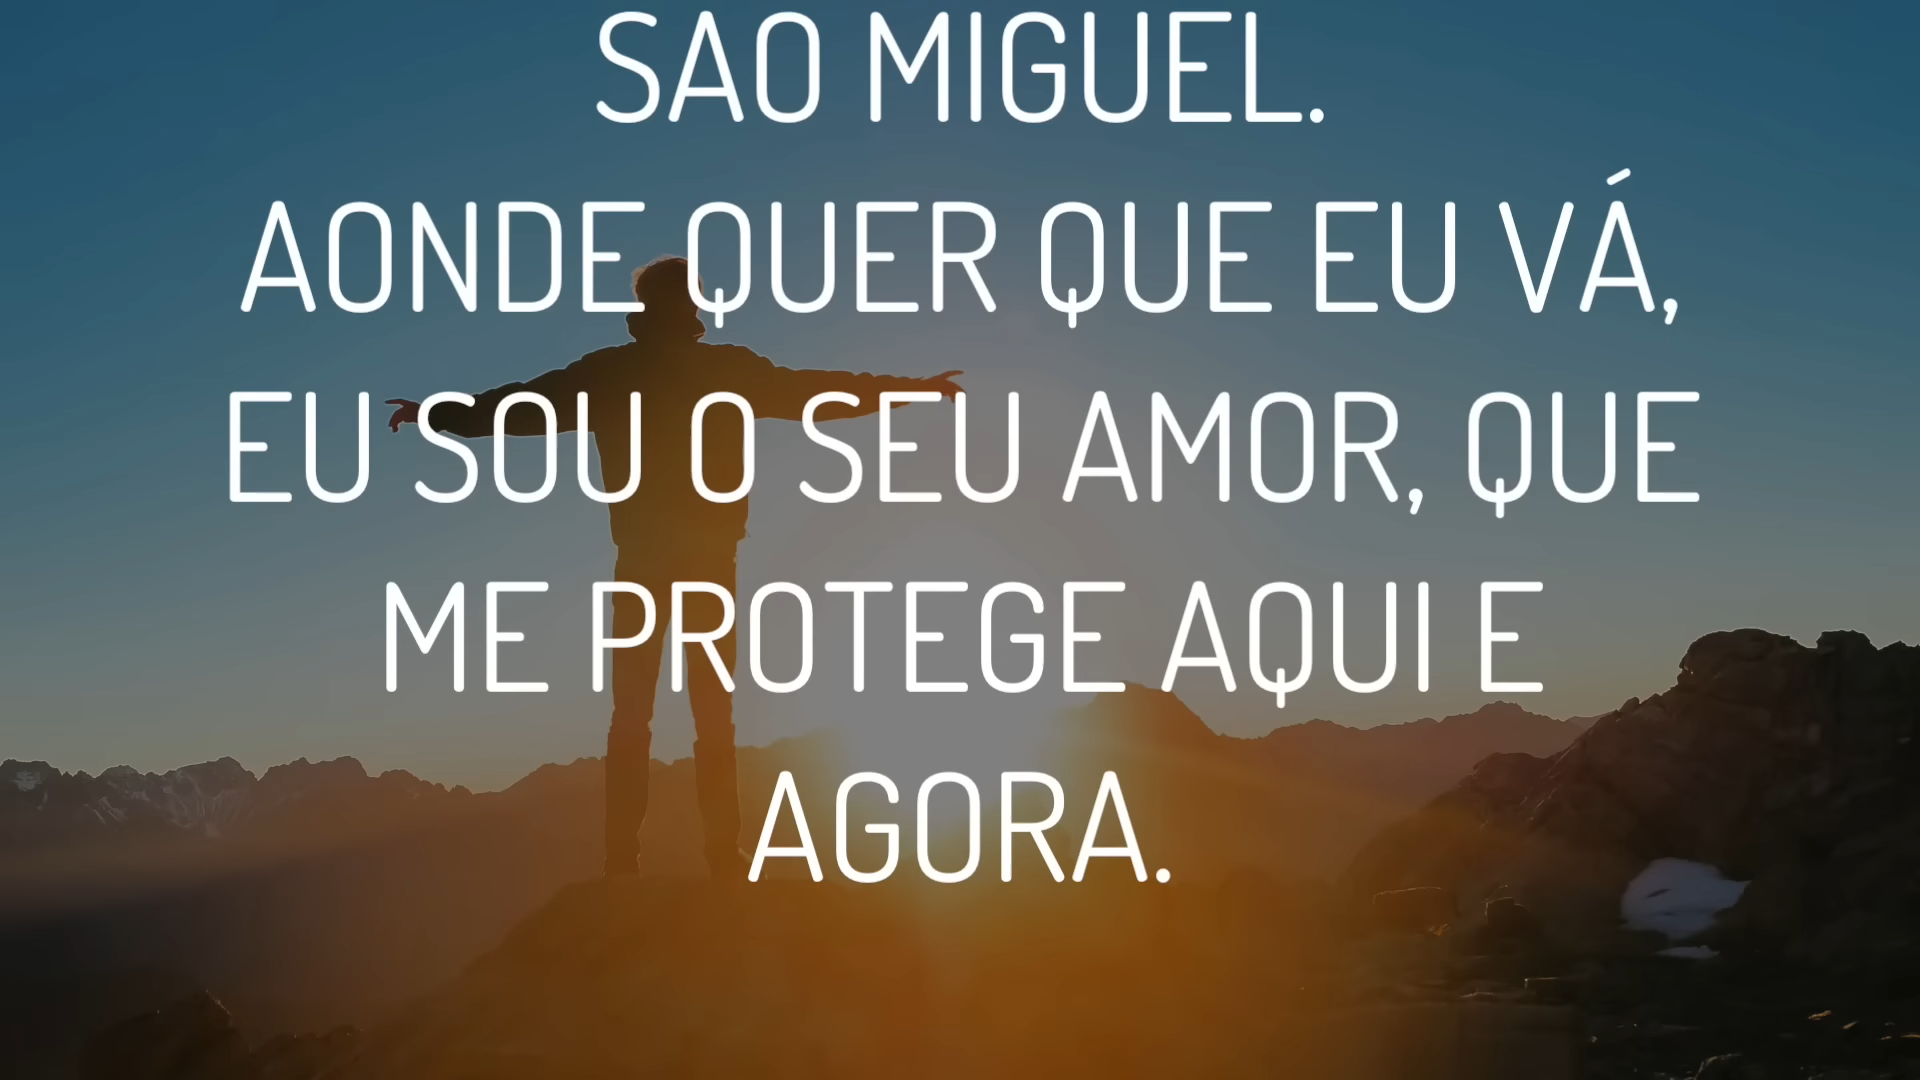 SAO MIGUEL.
AONDE QUER QUE EU VÁ,
EU SOU O SEU AMOR, QUE
ME PROTEGE AQUI E
AGORA.